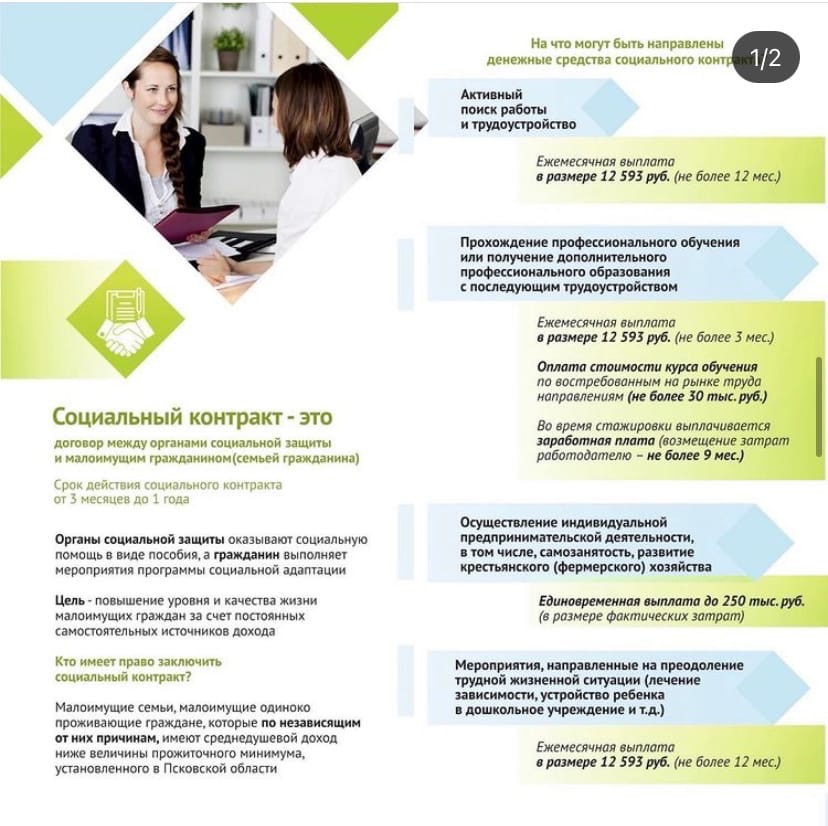 Социальный контракт - это
договор между органами социальной защиты
и малоимущим гражданином(семьей гражданина)
Срок действия социального контракта
от 3 месяцев до 1 года
Органы социальной защиты оказывают социальную
помощь в виде пособия, а гражданин выполняет
мероприятия программы социальной адаптации
Цель - повышение уровня и качества жизни
малоимущих граждан за счет постоянных
самостоятельных источников дохода
Кто имеет право заключить
социальный контракт?
Малоимущие семьи, малоимущие одиноко
проживающие граждане, которые по независящим
от них причинам, имеют среднедушевой доход
ниже величины прожиточного минимума,
установленного в Псковской области
На что могут быть направлены
денежные средства социального контракт
1/2
Активный
поиск работы
и трудоустройство
Ежемесячная выплата
в размере 12 593 руб. (не более 12 мес.)
Прохождение профессионального обучения
или получение дополнительного
профессионального образования
с последующим трудоустройством
Ежемесячная выплата
в размере 12 593 руб. (не более 3 мес.)
Оплата стоимости курса обучения
по востребованным на рынке труда
направлениям (не более 30 тыс. руб.)
Во время стажировки выплачивается
заработная плата (возмещение затрат
работодателю – не более 9 мес.)
Осуществление индивидуальной
предпринимательской деятельности,
в том числе, самозанятость, развитие
крестьянского (фермерского) хозяйства
Единовременная выплата до 250 тыс. руб.
(в размере фактических затрат)
Мероприятия, направленные на преодоление
трудной жизненной ситуации (лечение
зависимости, устройство ребенка
в дошкольное учреждение и т.д.)
Ежемесячная выплата
в размере 12 593 руб. (не более 12 мес.)